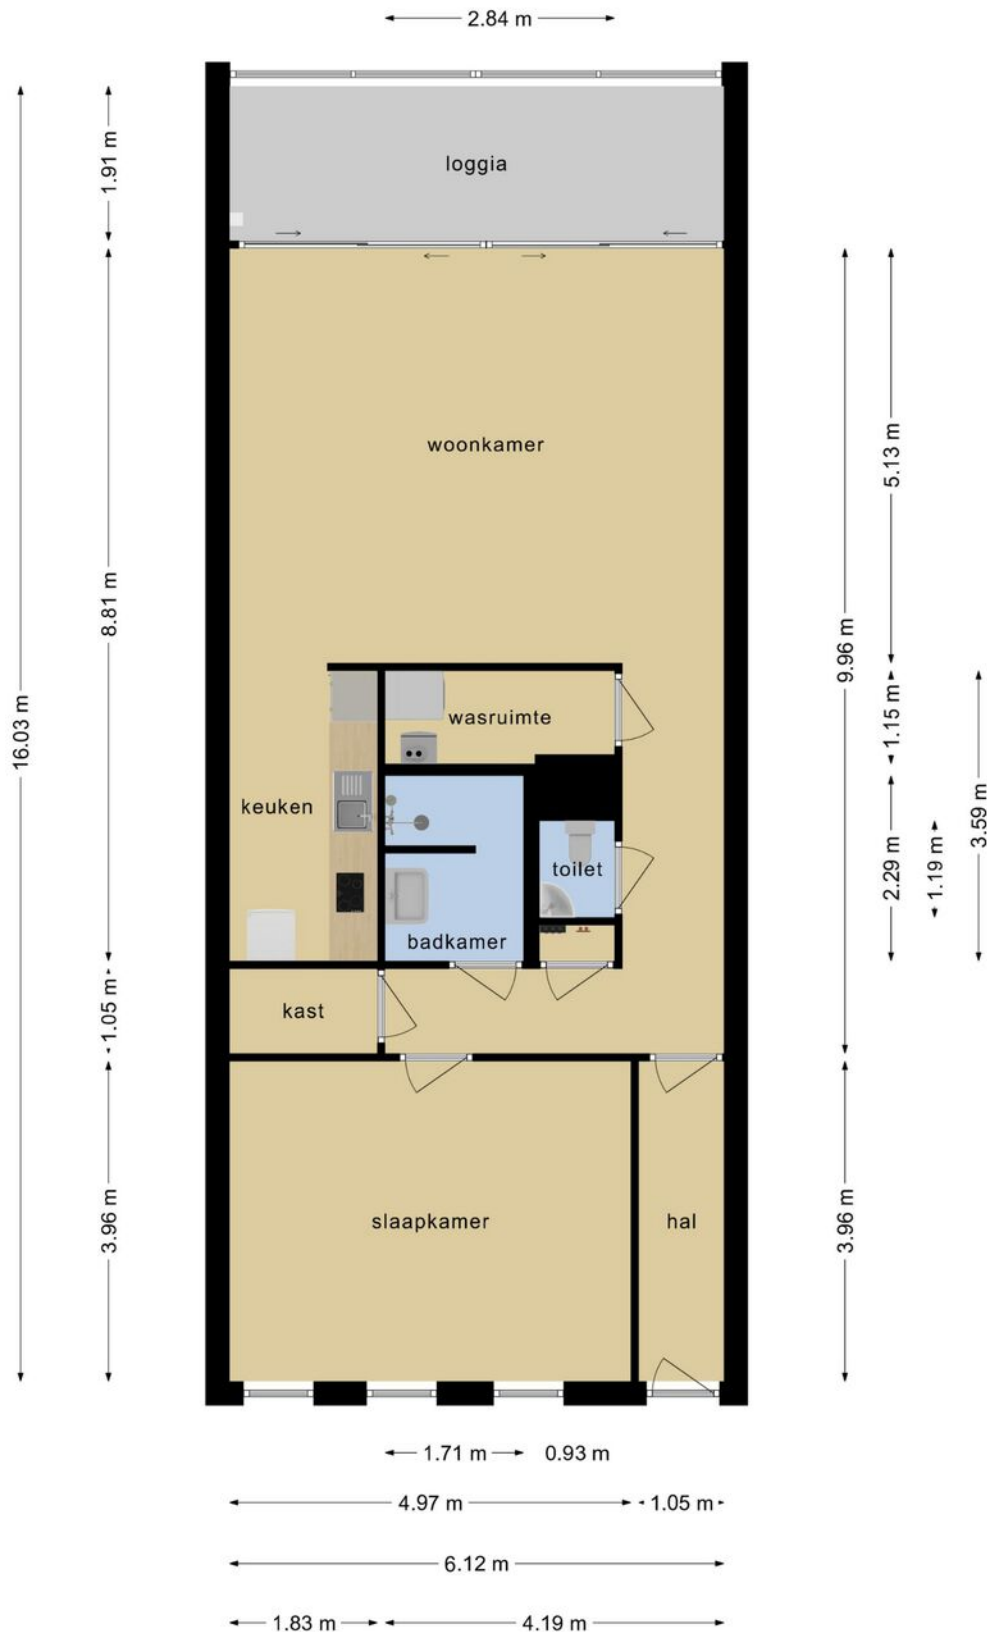 2.84 m
loggia
1.91 m
woonkamer
5.13 m
8.81 m
9.96 m
16.03 m
wasruimte
1.15 m
keuken
3.59 m
toilet
2.29 m
1.19 m
badkamer
kast
1.05 m
slaapkamer
hal
3.96 m
3.96 m
1.71 m
0.93 m
4.97 m
1.05 m
6.12 m
1.83 m
4.19 m